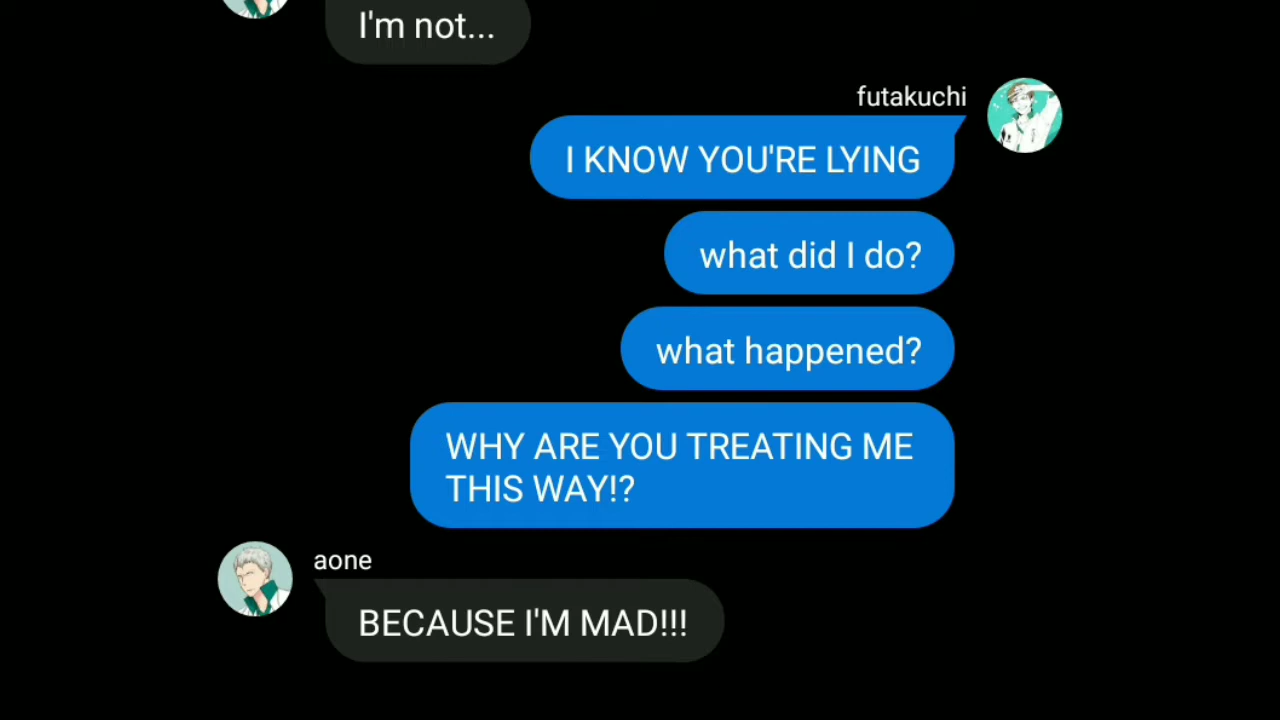 I'm not...
futakuchi
I KNOW YOU'RE LYING
what did I do?
what happened?
WHY ARE YOU TREATING ME
THIS WAY!?
aone
BECAUSE I'M MAD!!!